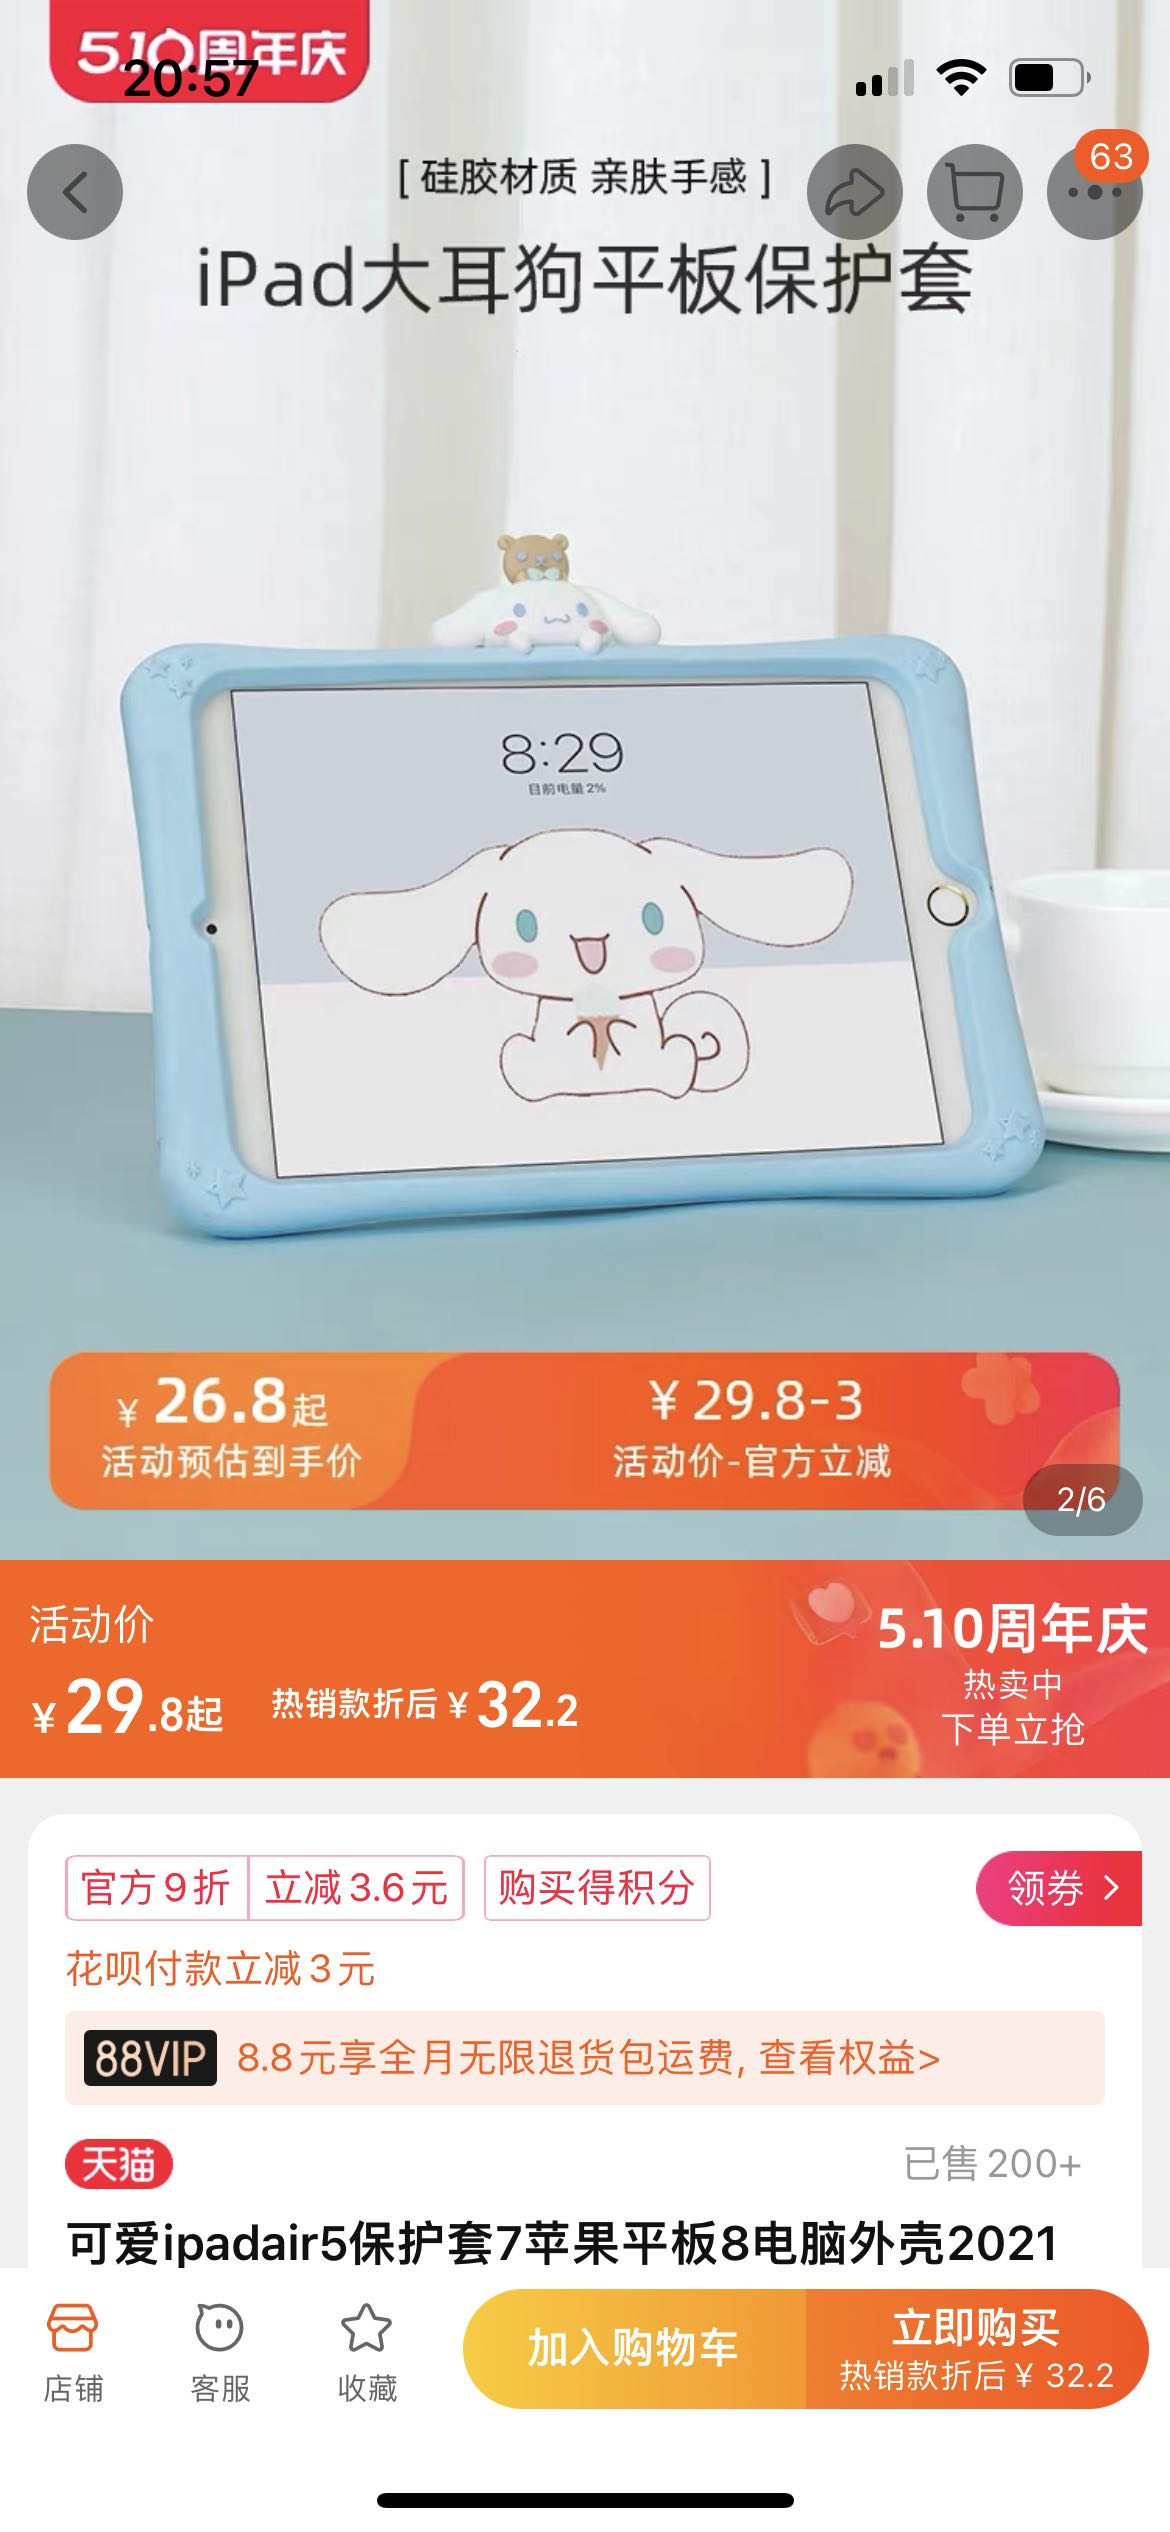 5.10周年庆
20:57
63
[ 硅胶材质 亲肤手感 ]
iPad大耳狗平板保护套
8:29
目前电量2%
¥ 26.8起
活动预估到手价
¥ 29.8-3
活动价-官方立减
2/6
活动价
¥29.8起 热销款折后¥32.2
5.10周年庆
热卖中
下单立抢
官方9折 立减3.6元 购买得积分
领券 >
花呗付款立减3元
88VIP 8.8元享全月无限退货包运费, 查看权益>
天猫
已售200+
可爱ipadair5保护套7苹果平板8电脑外壳2021
店铺
客服
收藏
加入购物车
立即购买
热销款折后¥ 32.2